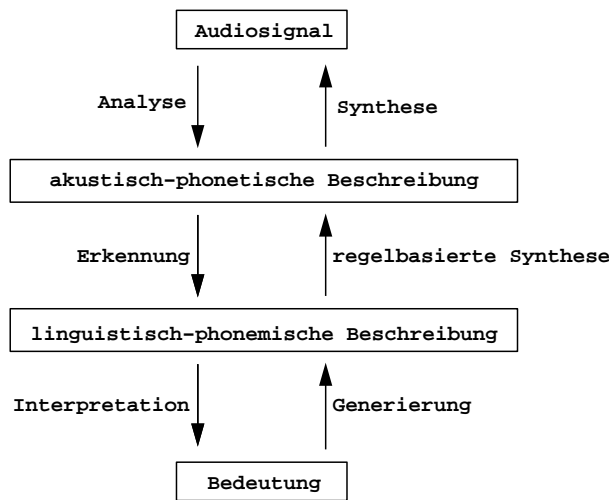 Audiosignal
Analyse
Synthese
akustisch-phonetische Beschreibung
Erkennung
regelbasierte Synthese
linguistisch-phonemische Beschreibung
Interpretation
Generierung
Bedeutung